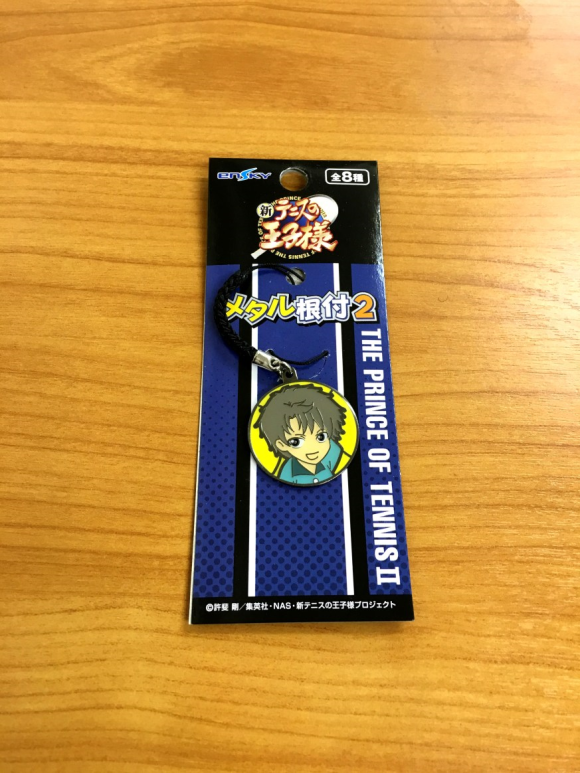 ensky
全8種
新テニスの
王子様
メタル根付2
THE PRINCE OF TENNIS II
©許斐 剛／集英社・NAS・新テニスの王子様プロジェクト